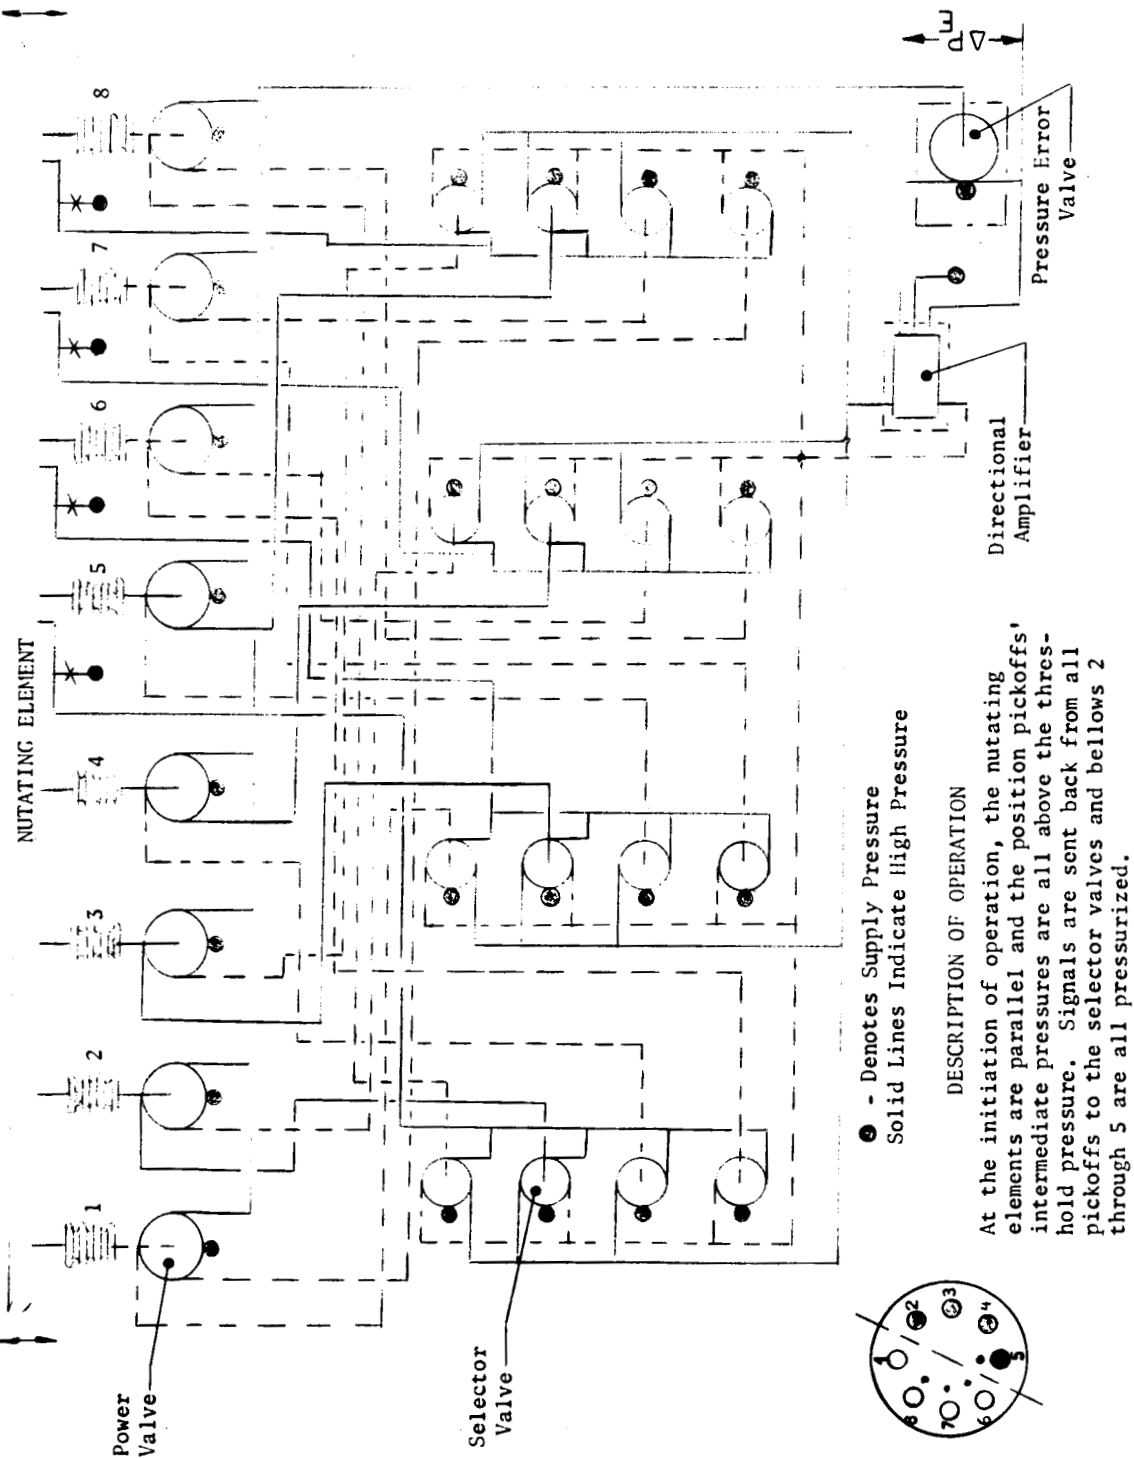 NUTATING ELEMENT
1
2
3
4
5
6
7
8
Power
Valve
Selector
Valve
Directional
Amplifier
Pressure Error
Valve
ΔPE
- Denotes Supply Pressure
Solid Lines Indicate High Pressure
DESCRIPTION OF OPERATION
At the initiation of operation, the nutating
elements are parallel and the position pickoffs'
intermediate pressures are all above the thres-
hold pressure. Signals are sent back from all
pickoffs to the selector valves and bellows 2
through 5 are all pressurized.
1
2
3
4
5
6
7
8